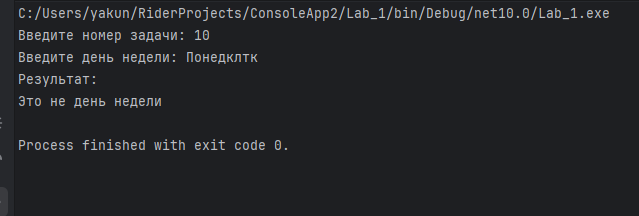 C:/Users/yakun/RiderProjects/ConsoleApp2/Lab_1/bin/Debug/net10.0/Lab_1.exe
Введите номер задачи: 10
Введите день недели: Понедклтк
Результат:
Это не день недели
Process finished with exit code 0.